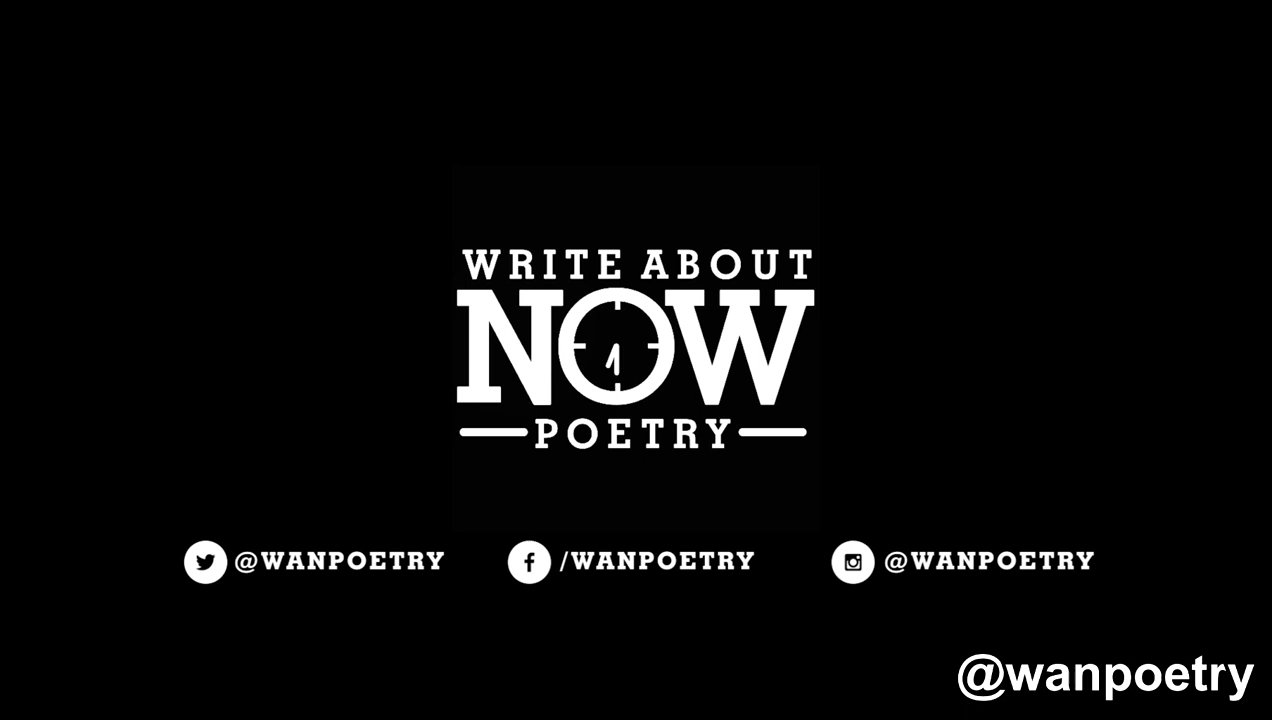 WRITE ABOUT
NOW
POETRY
@WANPOETRY
/WANPOETRY
@WANPOETRY
@wanpoetry